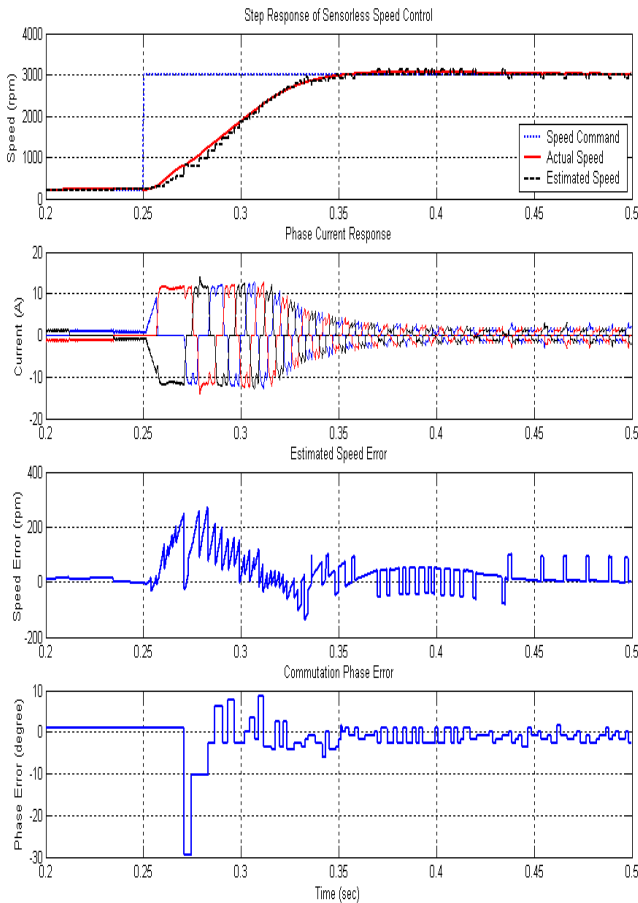 Step Response of Sensorless Speed Control
Speed (rpm)
4000
3000
2000
1000
0
Speed Command
Actual Speed
Estimated Speed
0.2 0.25 0.3 0.35 0.4 0.45 0.5
Phase Current Response
Current (A)
20
10
0
-10
-20
0.2 0.25 0.3 0.35 0.4 0.45 0.5
Estimated Speed Error
Speed Error (rpm)
400
200
0
-200
0.2 0.25 0.3 0.35 0.4 0.45 0.5
Commutation Phase Error
Phase Error (degree)
10
0
-10
-20
-30
0.2 0.25 0.3 0.35 0.4 0.45 0.5
Time (sec)